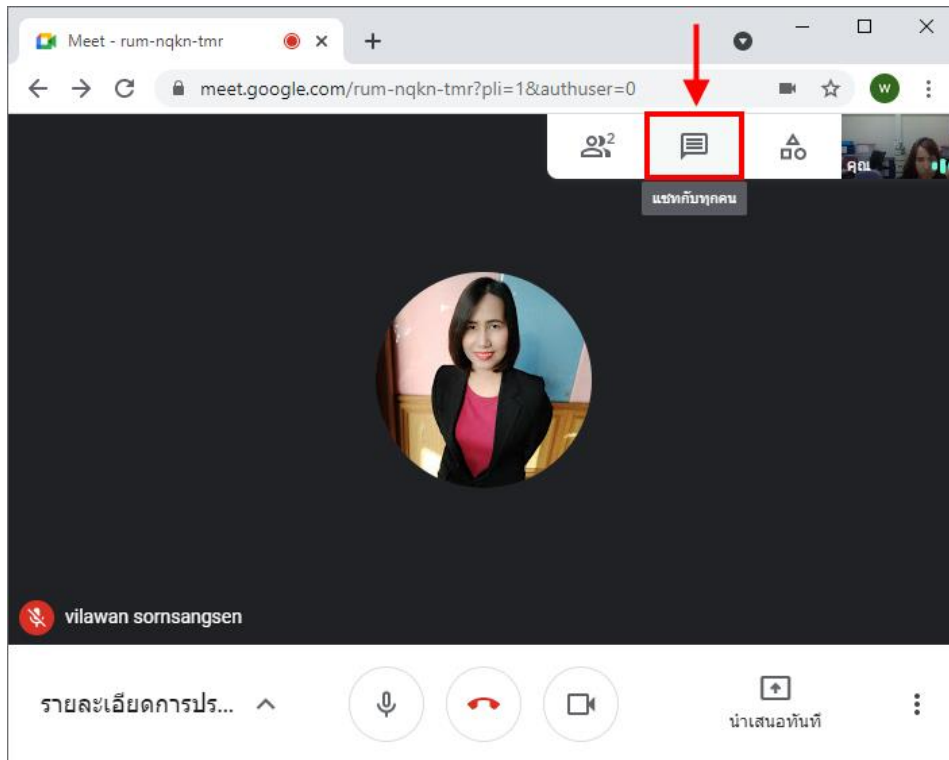 Meet - rum-nqkn-tmr
meet.google.com/rum-nqkn-tmr?pli=1&authuser=0
W
2
คุณ
แชทกับทุกคน
vilawan sornsangsen
รายละเอียดการปร...
นำเสนอทันที